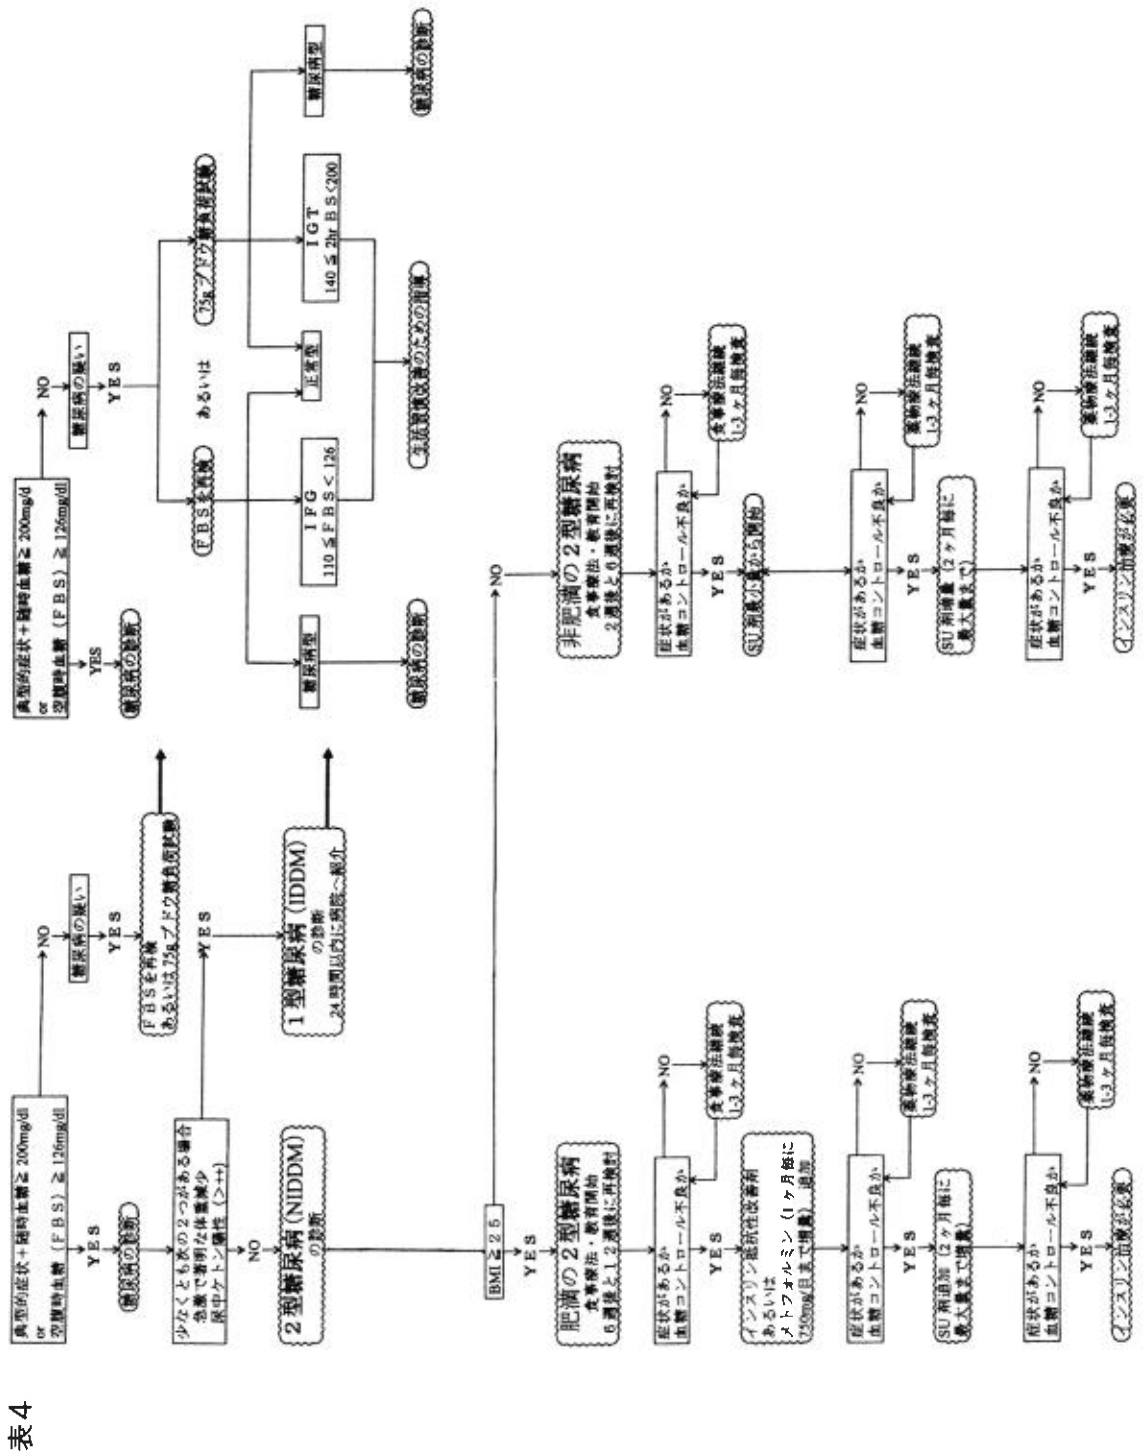 表4
典型的症状＋随時血糖≧200mg/dl
or
空腹時血糖（FBS）≧126mg/dl
NO
糖尿病の疑い
YES
FBSを再検
あるいは75gブドウ糖負荷試験
YES
糖尿病の診断
少なくとも次の2つがある場合
急激で著明な体重減少
尿中ケトン陽性（＞++）
YES
1型糖尿病（IDDM）
の診断
24時間以内に病院へ紹介
NO
2型糖尿病（NIDDM）
の診断
典型的症状＋随時血糖≧200mg/d
or
空腹時血糖（FBS）≧126mg/dl
NO
糖尿病の疑い
YES
YES
糖尿病の診断
FBSを再検
あるいは
75gブドウ糖負荷試験
糖尿病型
IFG
110≦FBS＜126
正常型
IGT
140≦2hr BS＜200
糖尿病型
糖尿病の診断
生活習慣改善のための指導
糖尿病の診断
BMI≧25
NO
YES
肥満の2型糖尿病
食事療法・教育開始
6週後と12週後に再検討
症状があるか
血糖コントロール不良か
NO
食事療法継続
1-3ヶ月毎検査
YES
インスリン抵抗性改善剤
あるいは
メトフォルミン（1ヶ月毎に
750mg/日まで増量）追加
症状があるか
血糖コントロール不良か
NO
薬物療法継続
1-3ヶ月毎検査
YES
SU剤追加（2ヶ月毎に
最大量まで増量）
症状があるか
血糖コントロール不良か
NO
薬物療法継続
1-3ヶ月毎検査
YES
インスリン治療が必要
非肥満の2型糖尿病
食事療法・教育開始
2週後と6週後に再検討
症状があるか
血糖コントロール不良か
NO
食事療法継続
1-3ヶ月毎検査
YES
SU剤最小量から開始
症状があるか
血糖コントロール不良か
NO
薬物療法継続
1-3ヶ月毎検査
YES
SU剤増量（2ヶ月毎に
最大量まで）
症状があるか
血糖コントロール不良か
NO
薬物療法継続
1-3ヶ月毎検査
YES
インスリン治療が必要